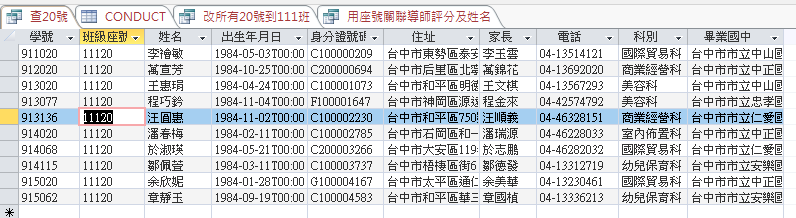 查20號 CONDUCT 改所有20號到111班 用座號關聯導師評分及姓名
學號 班級座號 姓名 出生年月日 身分證號碼 住址 家長 電話 科別 畢業國中
911020 11120 李繪敏 1984-05-03T00:00 C100000209 台中市東勢區泰安 李玉雲 04-13514121 國際貿易科 台中市市立中山國
912020 11120 萬宣芳 1984-10-25T00:00 C200000694 台中市后里區北 萬錦花 04-13692020 商業經營科 台中市市立中正國
913020 11120 王惠琄 1984-04-24T00:00 C100001073 台中市和平區明德 王文棋 04-13567293 美容科 台中市市立中正國
913077 11120 程巧鈴 1984-11-04T00:00 F100001647 台中市神岡區源遠 程金來 04-42574792 美容科 台中市市立忠孝國
913136 11120 汪圓惠 1984-11-02T00:00 C100002230 台中市和平區750 汪順義 04-46328151 商業經營科 台中市市立仁愛國
914020 11120 潘春梅 1984-02-11T00:00 C100002785 台中市石岡區和一 潘瑞源 04-46228033 室內佈置科 台中市市立中正國
914068 11120 於淑瑛 1984-05-21T00:00 C200003266 台中市大安區119 於志鵬 04-46282032 幼兒保育科 台中市市立仁愛國
914115 11120 鄒佩萱 1984-03-13T00:00 C100003737 台中市梧棲區街6 鄒德發 04-13312719 幼兒保育科 台中市市立安樂國
915020 11120 余欣妮 1984-01-28T00:00 G100004167 台中市太平區通仁 余美華 04-13230461 國際貿易科 台中市市立中正國
915062 11120 章靜玉 1984-09-19T00:00 C100004583 台中市和平區華三 章國楨 04-13336213 幼兒保育科 台中市市立安樂國